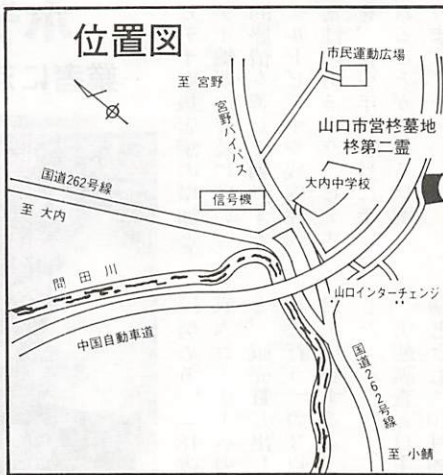 位置図
市民運動広場
至 宮野
宮野バイパス
山口市営柊墓地
柊第二霊
国道262号線
信号機
大内中学校
至 大内
問田川
山口インターチェンジ
中国自動車道
国道262号線
至 小鯖